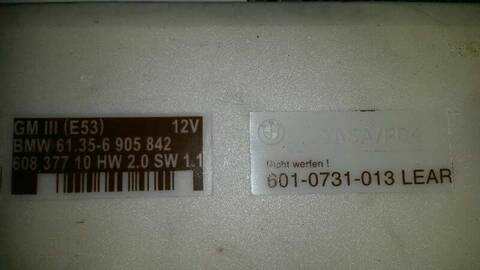 GM III (E53) 12V
BMW 61.35-6 905 842
608 377 10 HW 2.0 SW 1.1
Nicht werfen !
601-0731-013 LEAR